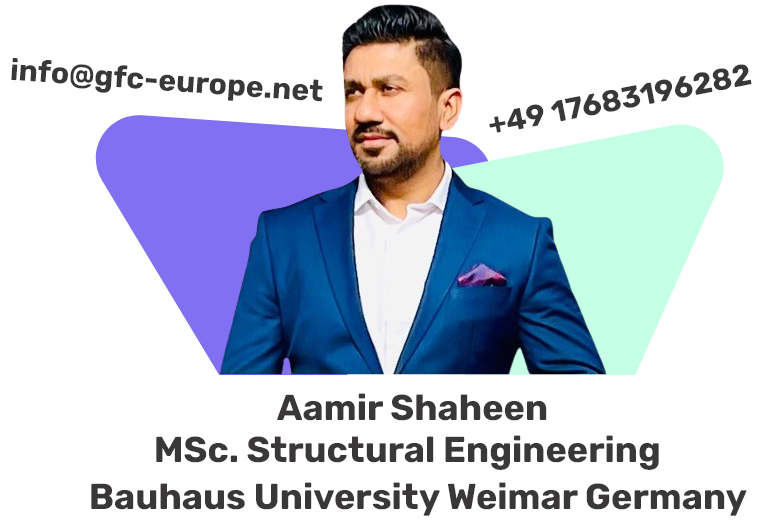 info@gfc-europe.net
+49 17683196282
Aamir Shaheen
MSc. Structural Engineering
Bauhaus University Weimar Germany